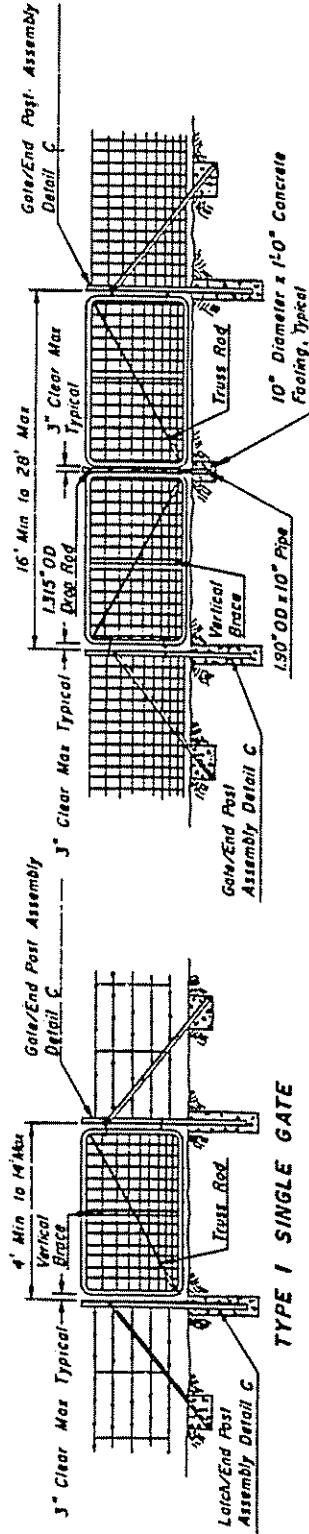 3" Clear Max Typical
4' Min to 14' Max
Vertical
Brace
Gate/End Post Assembly
Detail C
Truss Rod
Latch/End Post
Assembly Detail C
TYPE I SINGLE GATE
3" Clear Max Typical
16' Min to 28' Max
1.315" OD
Drop Rod
3" Clear Max
Typical
Gate/End Post Assembly
Detail C
Vertical
Brace
Truss Rod
Gate/End Post
Assembly Detail C
1.90" OD x 10" Pipe
10" Diameter x 1'-0" Concrete
Footing, Typical